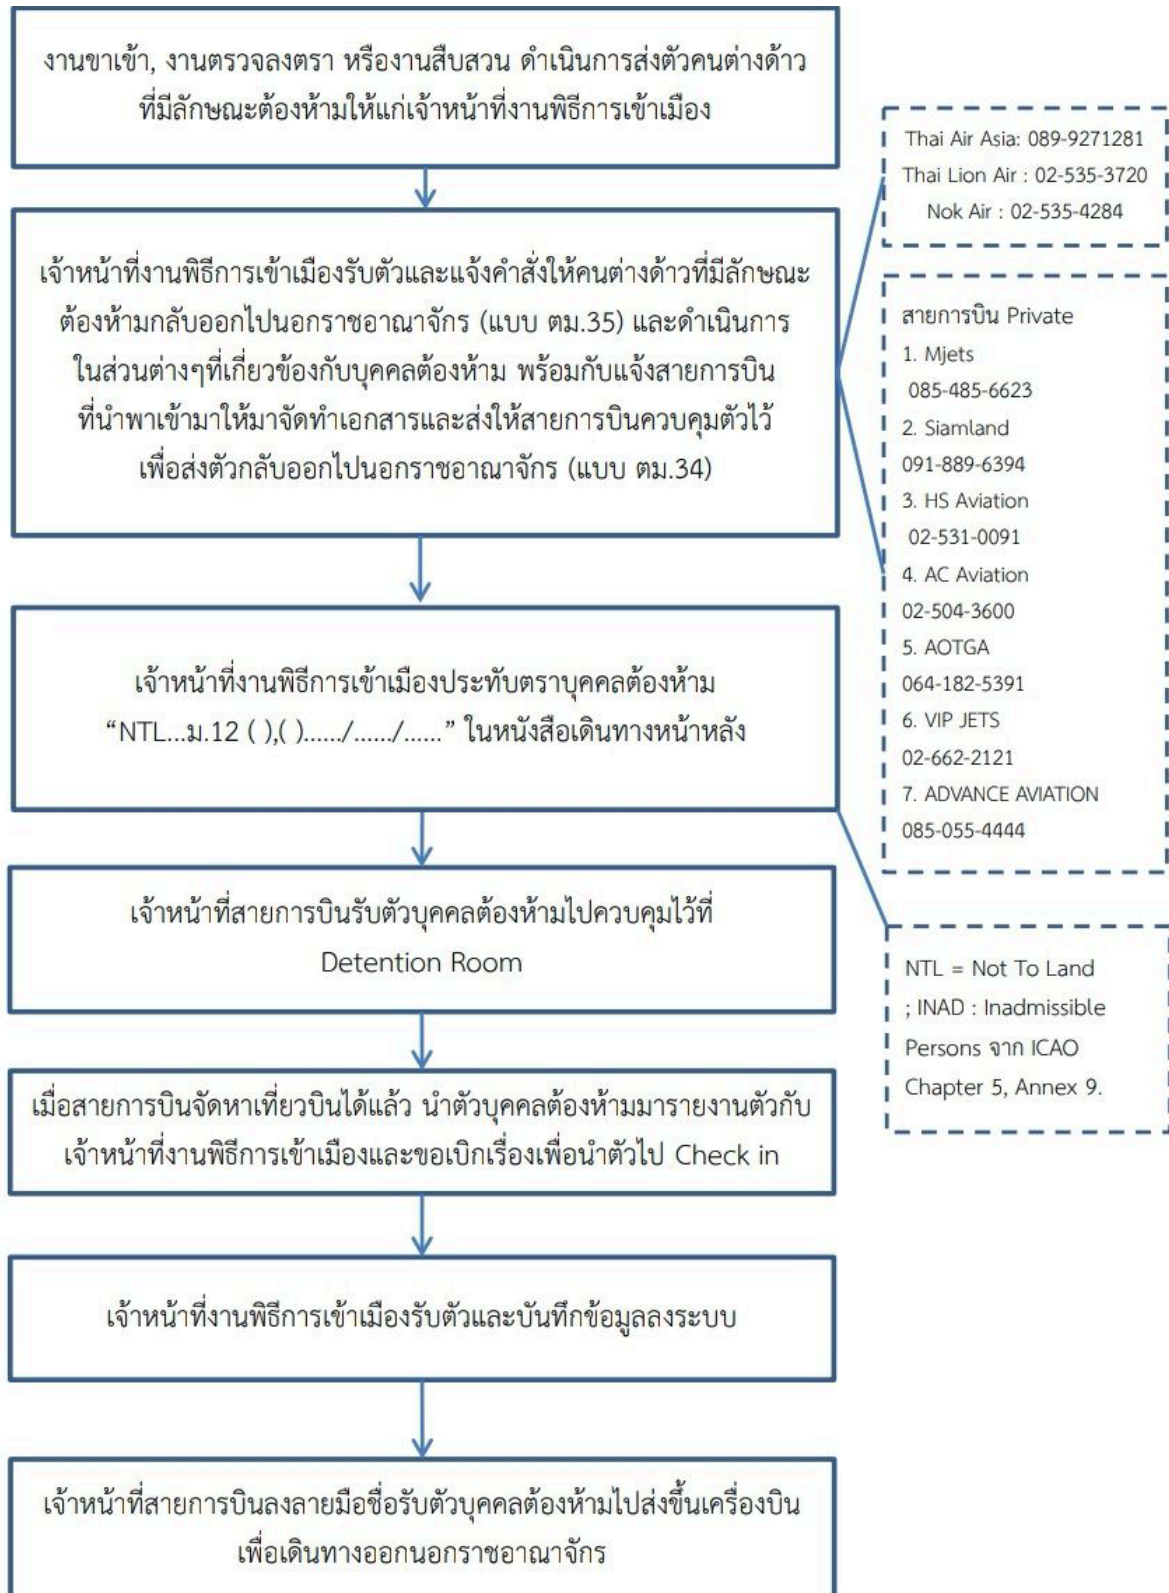 งานขาเข้า, งานตรวจลงตรา หรืองานสืบสวน ดำเนินการส่งตัวคนต่างด้าว
ที่มีลักษณะต้องห้ามให้แก่เจ้าหน้าที่งานพิธีการเข้าเมือง
เจ้าหน้าที่งานพิธีการเข้าเมืองรับตัวและแจ้งคำสั่งให้คนต่างด้าวที่มีลักษณะ
ต้องห้ามกลับออกไปนอกราชอาณาจักร (แบบ ตม.35) และดำเนินการ
ในส่วนต่างๆที่เกี่ยวข้องกับบุคคลต้องห้าม พร้อมกับแจ้งสายการบิน
ที่นำพาเข้ามาให้มาจัดทำเอกสารและส่งให้สายการบินควบคุมตัวไว้
เพื่อส่งตัวกลับออกไปนอกราชอาณาจักร (แบบ ตม.34)
Thai Air Asia: 089-9271281
Thai Lion Air : 02-535-3720
Nok Air : 02-535-4284
สายการบิน Private
1. Mjets
085-485-6623
2. Siamland
091-889-6394
3. HS Aviation
02-531-0091
4. AC Aviation
02-504-3600
5. AOTGA
064-182-5391
6. VIP JETS
02-662-2121
7. ADVANCE AVIATION
085-055-4444
เจ้าหน้าที่งานพิธีการเข้าเมืองประทับตราบุคคลต้องห้าม
“NTL...ม.12 ( ),( )....../....../......” ในหนังสือเดินทางหน้าหลัง
NTL = Not To Land
; INAD : Inadmissible
Persons จาก ICAO
Chapter 5, Annex 9.
เจ้าหน้าที่สายการบินรับตัวบุคคลต้องห้ามไปควบคุมไว้ที่
Detention Room
เมื่อสายการบินจัดหาเที่ยวบินได้แล้ว นำตัวบุคคลต้องห้ามมารายงานตัวกับ
เจ้าหน้าที่งานพิธีการเข้าเมืองและขอเบิกเรื่องเพื่อนำตัวไป Check in
เจ้าหน้าที่งานพิธีการเข้าเมืองรับตัวและบันทึกข้อมูลลงระบบ
เจ้าหน้าที่สายการบินลงลายมือชื่อรับตัวบุคคลต้องห้ามไปส่งขึ้นเครื่องบิน
เพื่อเดินทางออกนอกราชอาณาจักร